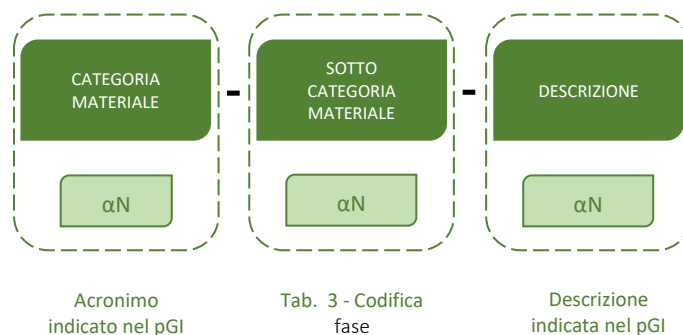 CATEGORIA
MATERIALE
-
SOTTO
CATEGORIA
MATERIALE
-
DESCRIZIONE
αN
αN
αN
Acronimo
indicato nel pGI
Tab. 3 - Codifica
fase
Descrizione
indicata nel pGI